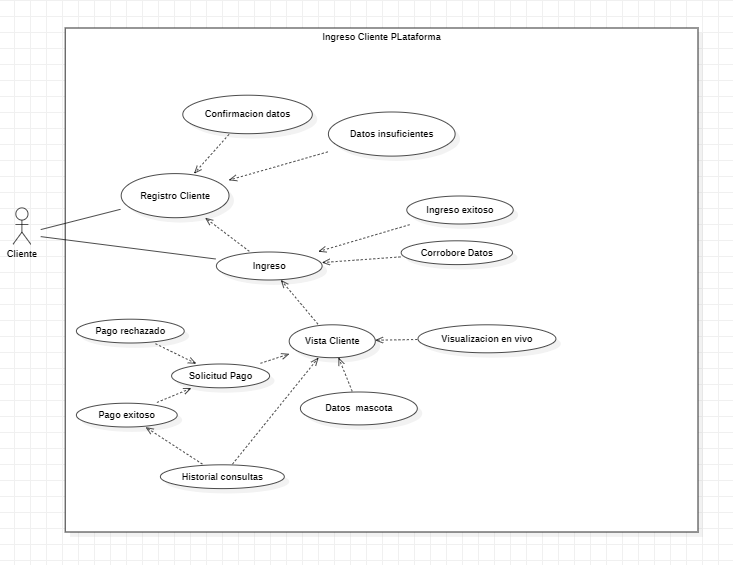 Ingreso Cliente PLataforma
Confirmacion datos
Datos insuficientes
Registro Cliente
Ingreso exitoso
Cliente
Corrobore Datos
Ingreso
Pago rechazado
Vista Cliente
Visualizacion en vivo
Solicitud Pago
Pago exitoso
Datos  mascota
Historial consultas